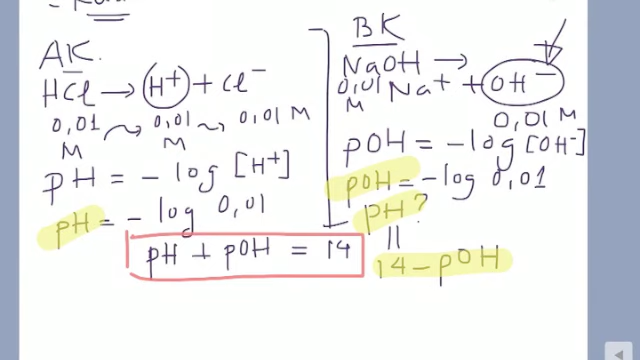 AK.
HCl → H⁺ + Cl⁻
0,01 M 0,01 M 0,01 M
pH = - log [H⁺]
pH = - log 0,01
BK
NaOH → Na⁺ + OH⁻
0,01 M 0,01 M
pOH = - log [OH⁻]
pOH = - log 0,01
pH?
||
14 - pOH
pH + pOH = 14